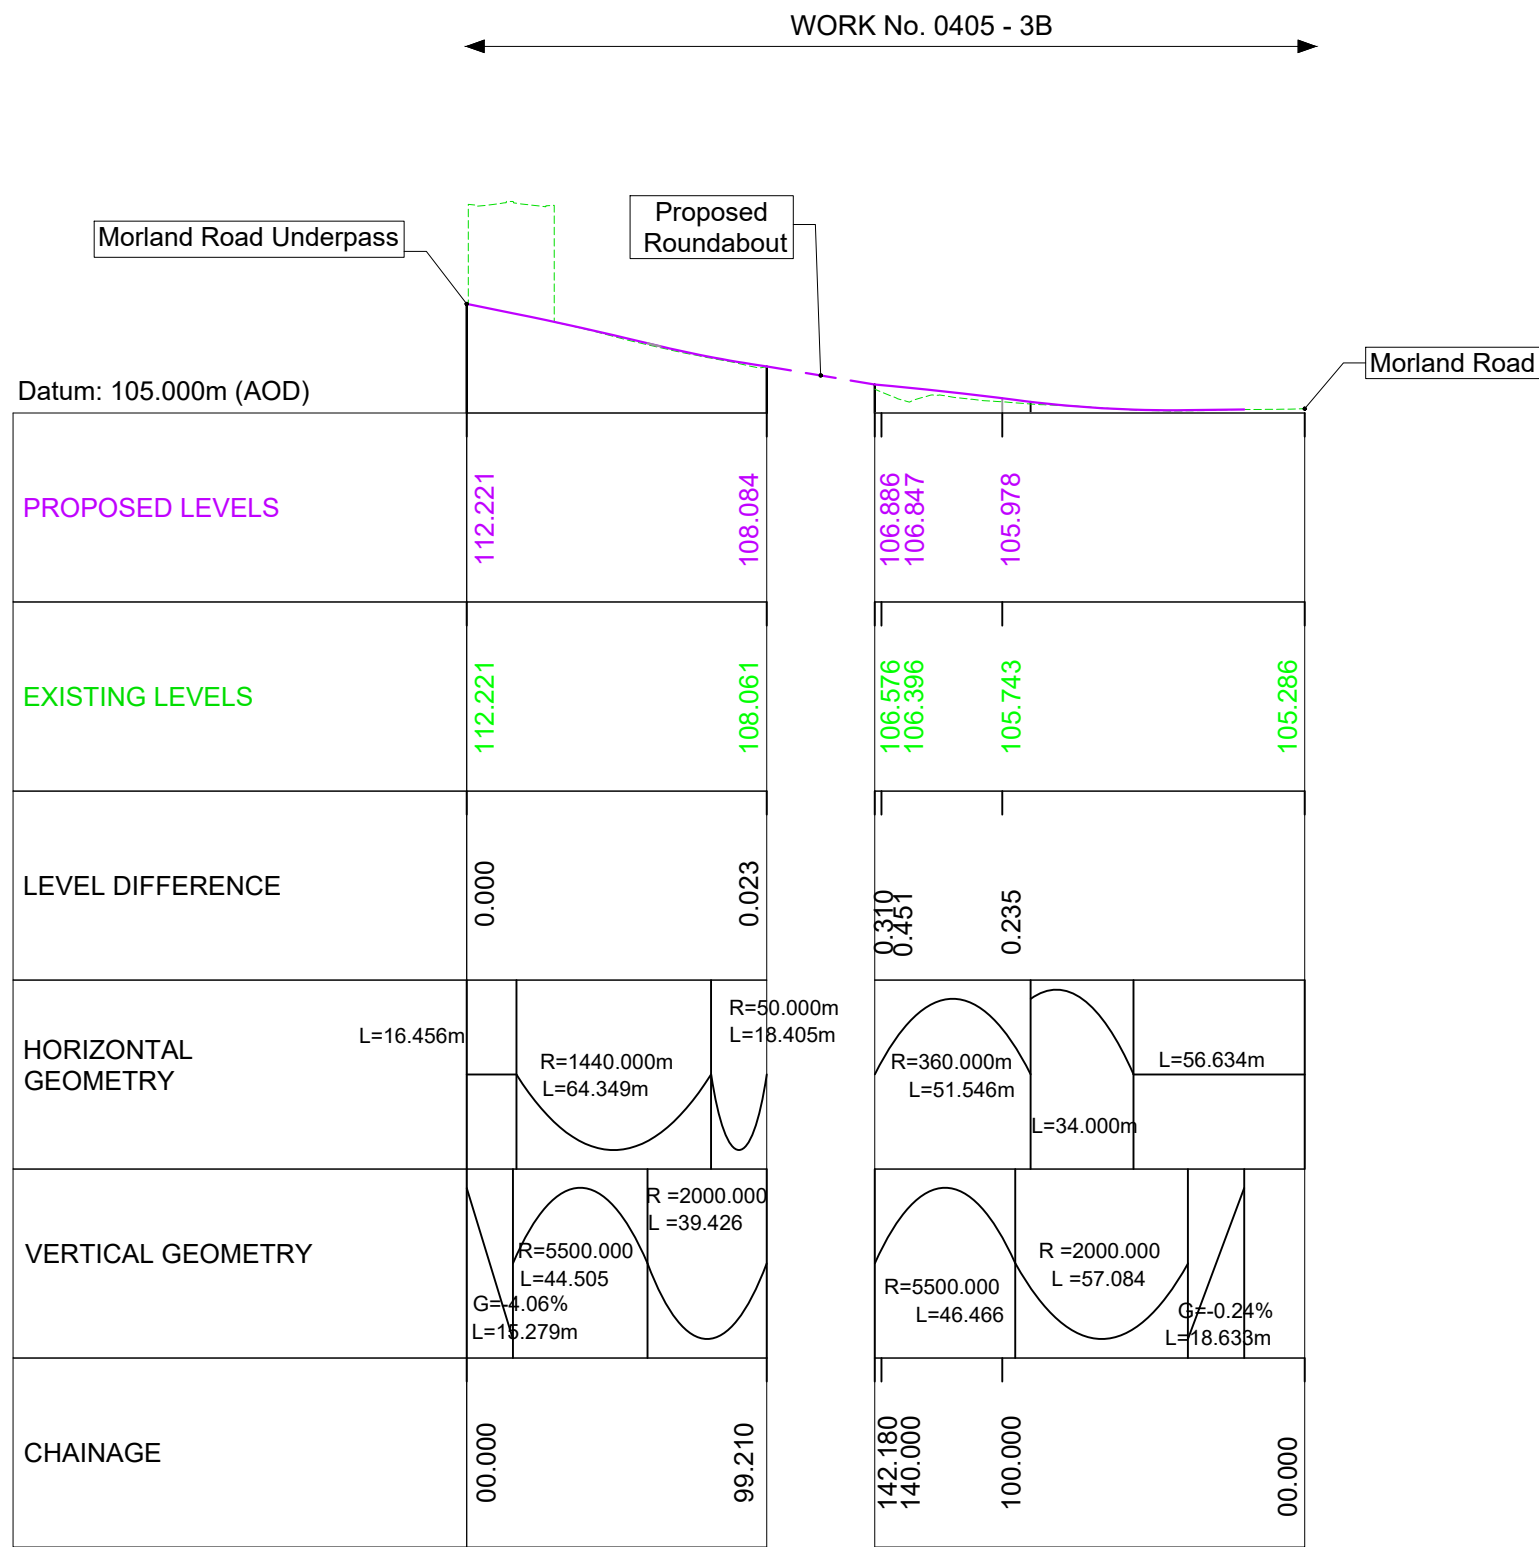 WORK No. 0405 - 3B
Morland Road Underpass
Proposed
Roundabout
Morland Road
Datum: 105.000m (AOD)
PROPOSED LEVELS
112.221
108.084
106.886
106.847
105.978
EXISTING LEVELS
112.221
108.061
106.576
106.396
105.743
105.286
LEVEL DIFFERENCE
0.000
0.023
0.310
0.451
0.235
HORIZONTAL
GEOMETRY
L=16.456m
R=1440.000m
L=64.349m
R=50.000m
L=18.405m
R=360.000m
L=51.546m
L=34.000m
L=56.634m
VERTICAL GEOMETRY
G=-4.06%
L=15.279m
R=5500.000
L=44.505
R =2000.000
L =39.426
R=5500.000
L=46.466
R =2000.000
L =57.084
G=-0.24%
L=18.633m
CHAINAGE
00.000
99.210
142.180
140.000
100.000
00.000